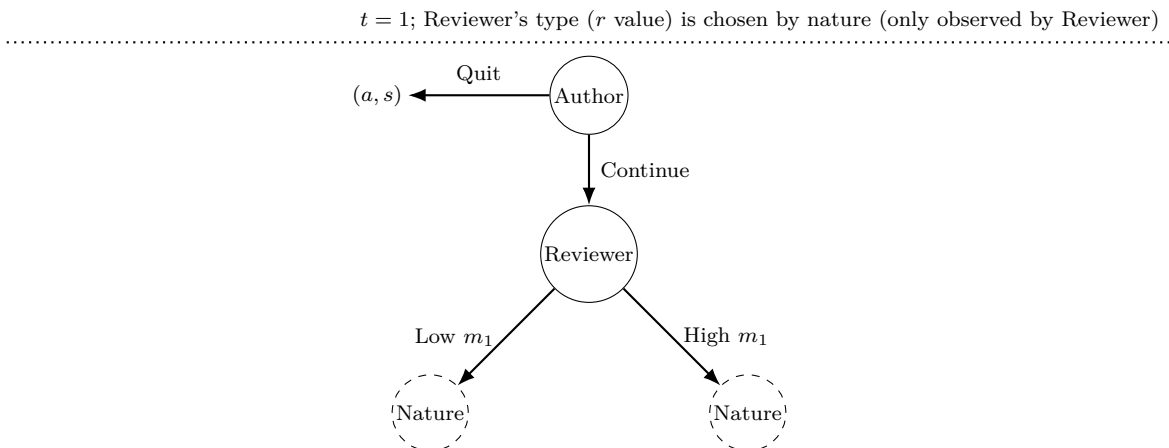 t = 1; Reviewer's type (r value) is chosen by nature (only observed by Reviewer)
Quit
(a, s)
Author
Continue
Reviewer
Low m₁
High m₁
Nature
Nature